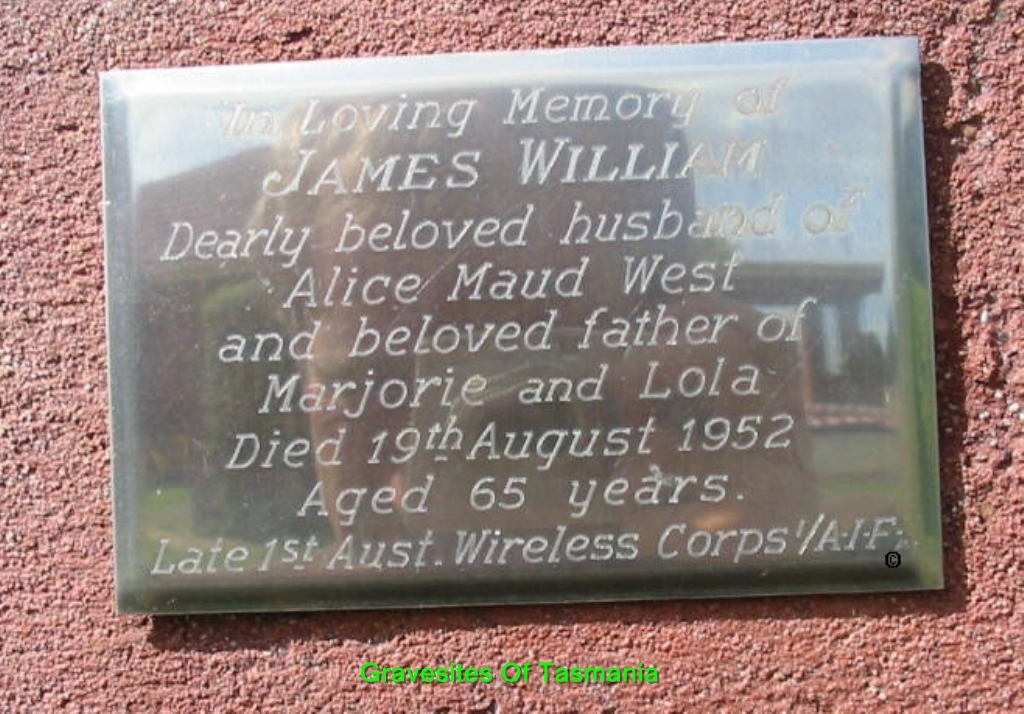 In Loving Memory of
JAMES WILLIAM
Dearly beloved husband of
Alice Maud West
and beloved father of
Marjorie and Lola
Died 19th August 1952
Aged 65 years.
Late 1st Aust. Wireless Corps 1/A.I.F.
©
Gravesites Of Tasmania